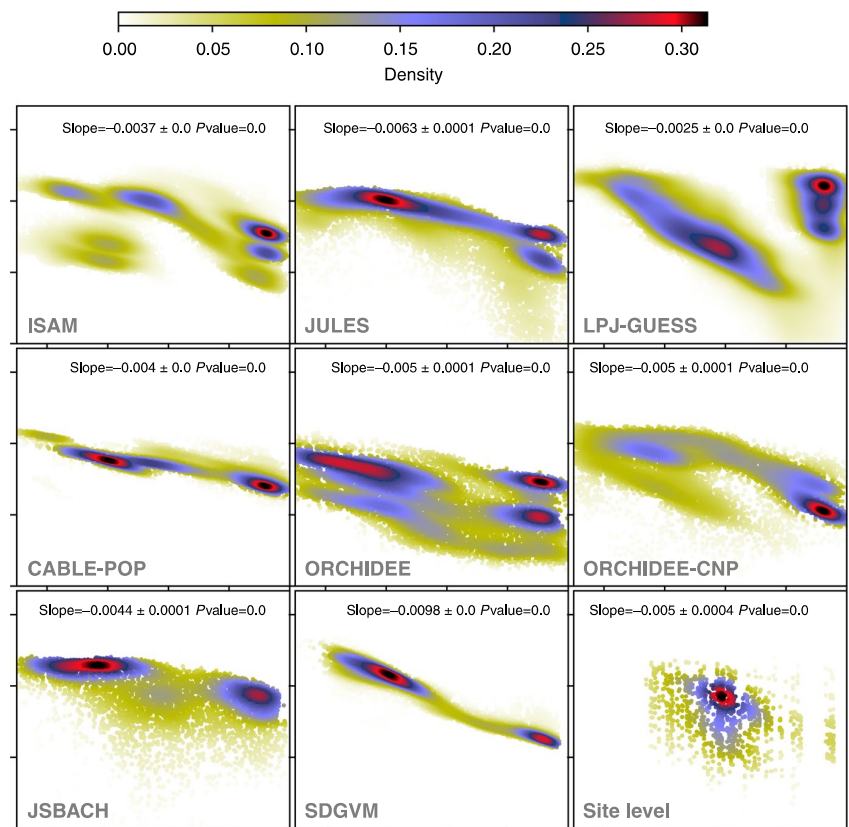 0.00 0.05 0.10 0.15 0.20 0.25 0.30
Density
Slope=−0.0037 ± 0.0 Pvalue=0.0
Slope=−0.0063 ± 0.0001 Pvalue=0.0
Slope=−0.0025 ± 0.0 Pvalue=0.0
ISAM
JULES
LPJ-GUESS
Slope=−0.004 ± 0.0 Pvalue=0.0
Slope=−0.005 ± 0.0001 Pvalue=0.0
Slope=−0.005 ± 0.0001 Pvalue=0.0
CABLE-POP
ORCHIDEE
ORCHIDEE-CNP
Slope=−0.0044 ± 0.0001 Pvalue=0.0
Slope=−0.0098 ± 0.0 Pvalue=0.0
Slope=−0.005 ± 0.0004 Pvalue=0.0
JSBACH
SDGVM
Site level